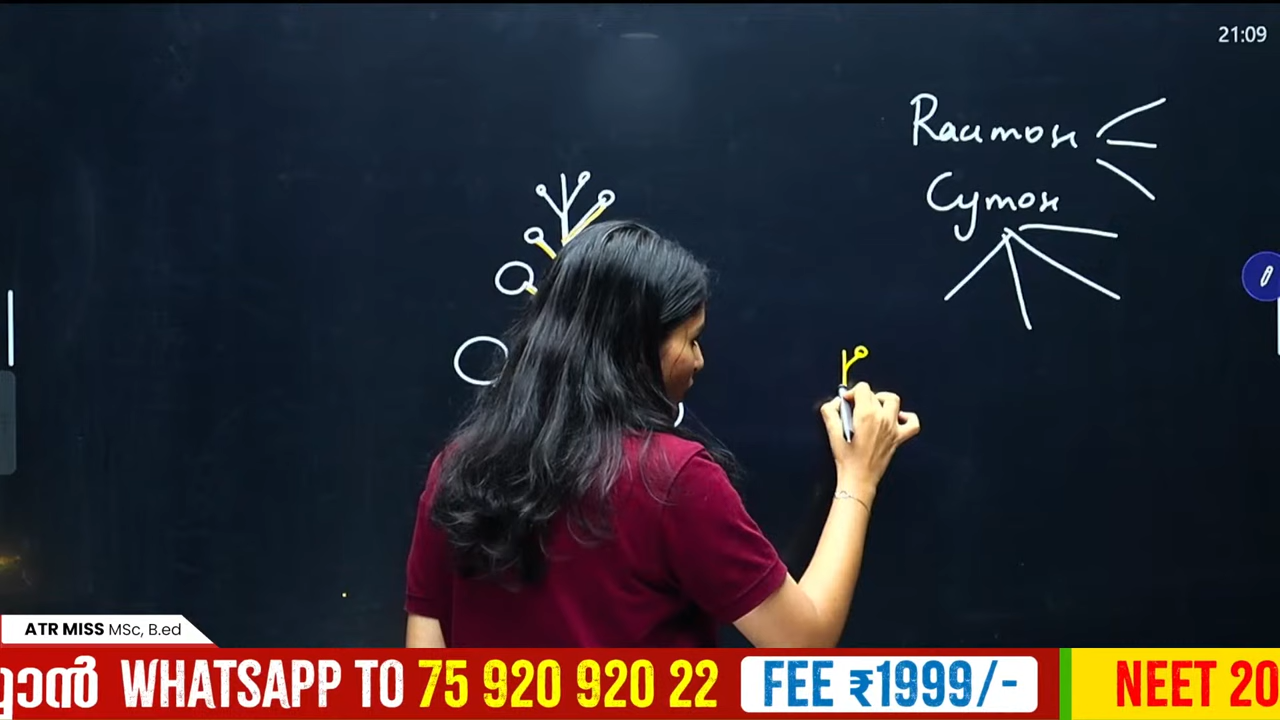 21:09
Racemose
Cymose
ATR MISS MSc, B.ed
WHATSAPP TO 75 920 920 22 FEE ₹1999/- NEET 20